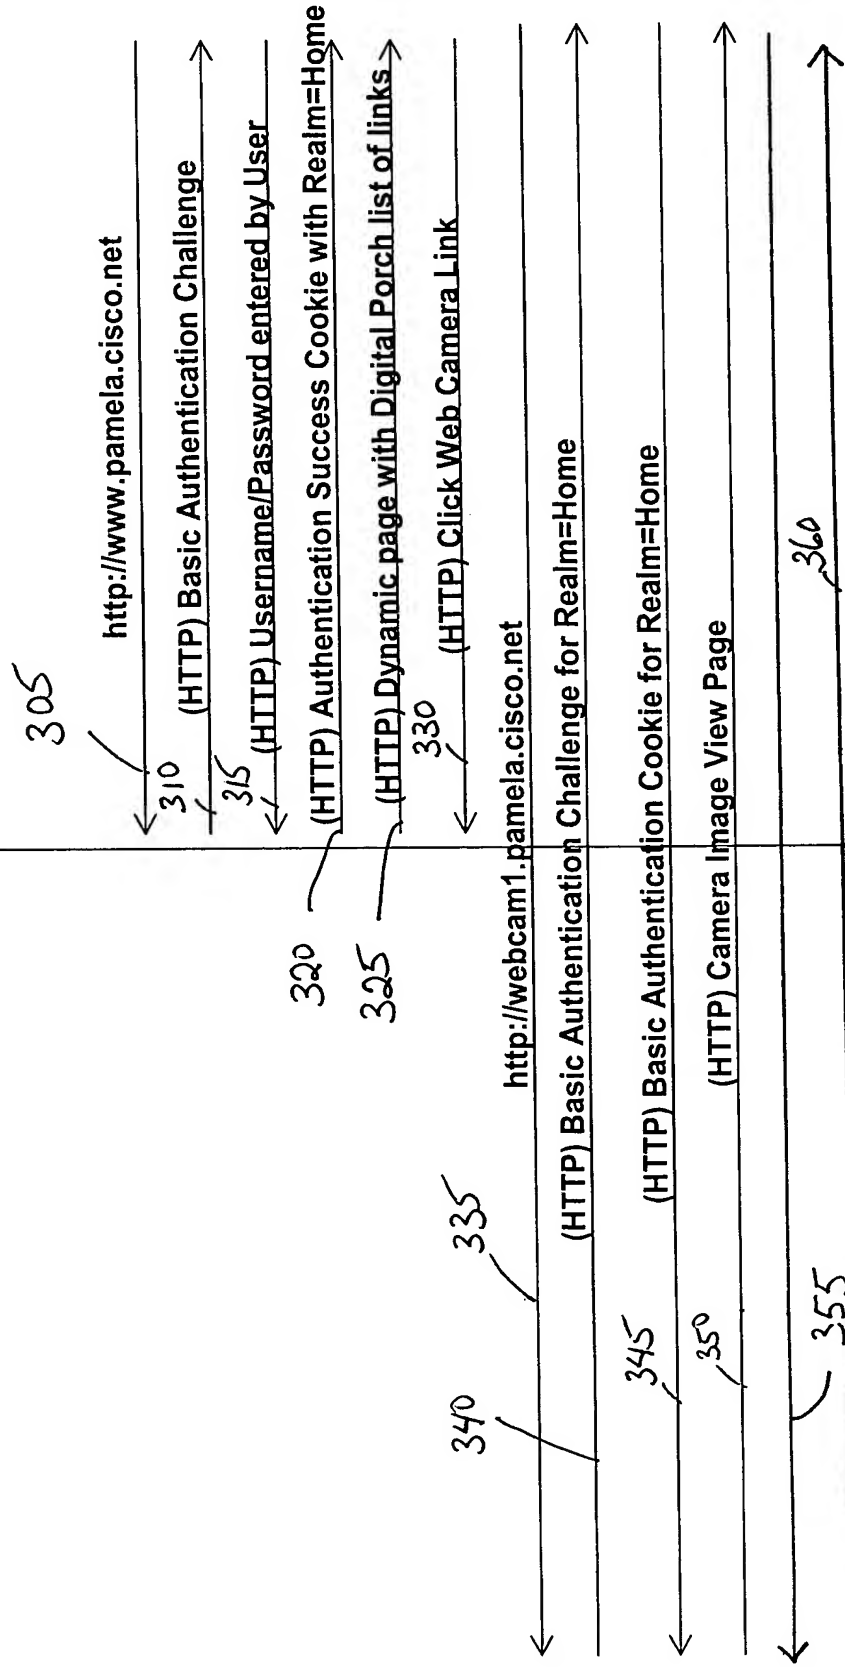 305
http://www.pamela.cisco.net
310
(HTTP) Basic Authentication Challenge
315
(HTTP) Username/Password entered by User
320
(HTTP) Authentication Success Cookie with Realm=Home
325
(HTTP) Dynamic page with Digital Porch list of links
330
(HTTP) Click Web Camera Link
335
http://webcam1.pamela.cisco.net
340
(HTTP) Basic Authentication Challenge for Realm=Home
345
(HTTP) Basic Authentication Cookie for Realm=Home
350
(HTTP) Camera Image View Page
355
360